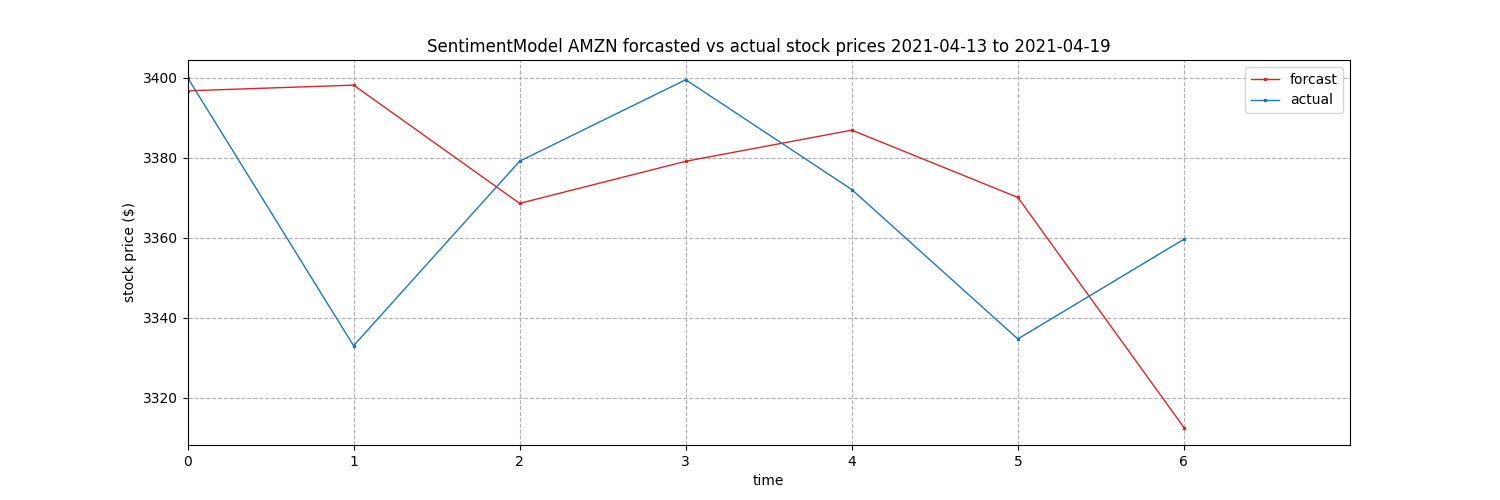 SentimentModel AMZN forcasted vs actual stock prices 2021-04-13 to 2021-04-19
forcast
actual
stock price ($)
3400
3380
3360
3340
3320
0 1 2 3 4 5 6
time